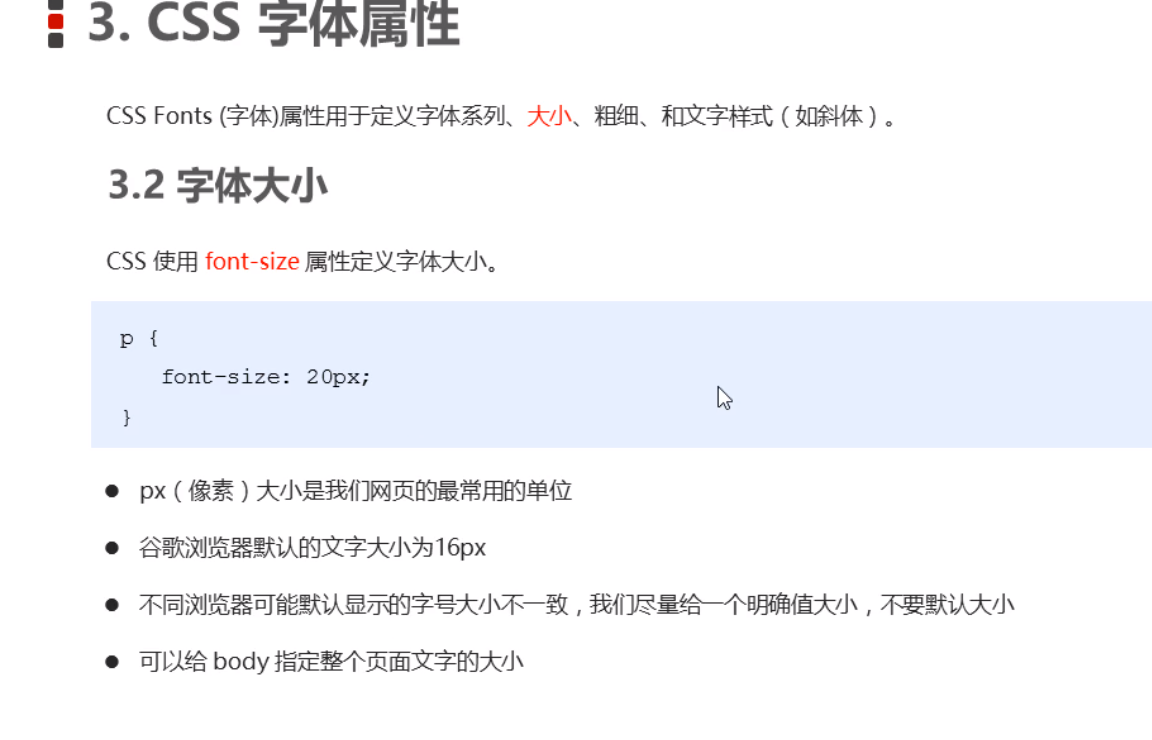 3. CSS 字体属性
CSS Fonts (字体)属性用于定义字体系列、大小、粗细、和文字样式（如斜体）。
3.2 字体大小
CSS 使用 font-size 属性定义字体大小。
p {
font-size: 20px;
}
● px（像素）大小是我们网页的最常用的单位
● 谷歌浏览器默认的文字大小为16px
● 不同浏览器可能默认显示的字号大小不一致，我们尽量给一个明确值大小，不要默认大小
● 可以给 body 指定整个页面文字的大小